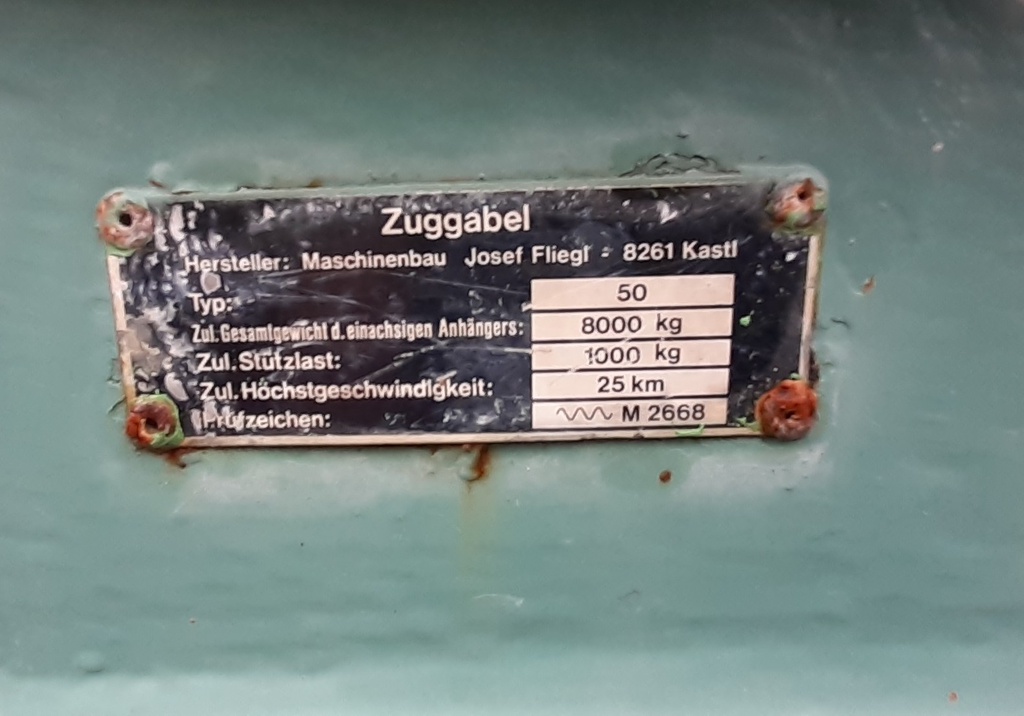 Zuggabel
Hersteller: Maschinenbau Josef Fliegl - 8261 Kastl
Typ: 50
Zul. Gesamtgewicht d. einachsigen Anhängers: 8000 kg
Zul. Stützlast: 1000 kg
Zul. Höchstgeschwindigkeit: 25 km
Prüfzeichen: M 2668